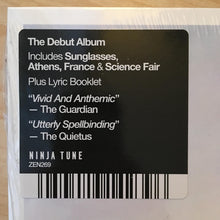 The Debut Album
Includes Sunglasses,
Athens, France & Science Fair
Plus Lyric Booklet
“Vivid And Anthemic”
— The Guardian
“Utterly Spellbinding”
— The Quietus
NINJA TUNE
ZEN269